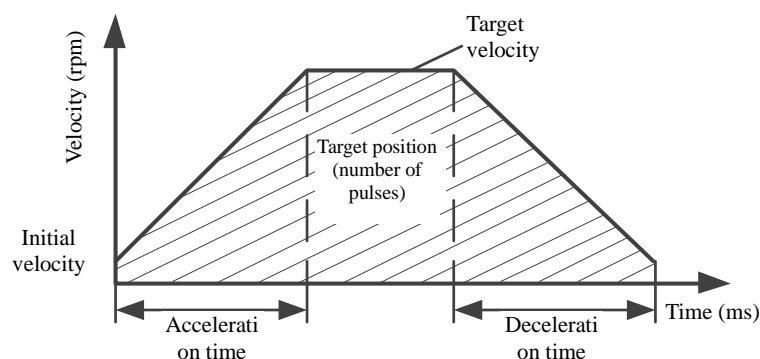 Velocity (rpm)
Target
velocity
Target position
(number of
pulses)
Initial
velocity
Time (ms)
Accelerati
on time
Decelerati
on time